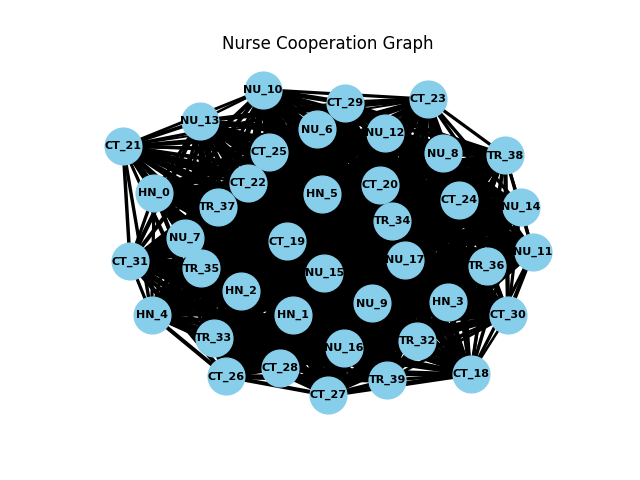 Nurse Cooperation Graph
NU_10
CT_23
CT_29
NU_13
NU_6
NU_12
CT_21
CT_25
NU_8
TR_38
CT_22
CT_20
HN_0
HN_5
CT_24
TR_37
NU_14
TR_34
NU_7
CT_19
NU_11
CT_31
NU_17
TR_35
TR_36
NU_15
HN_2
NU_9
HN_3
HN_4
HN_1
CT_30
TR_33
TR_32
NU_16
CT_28
CT_26
CT_18
TR_39
CT_27